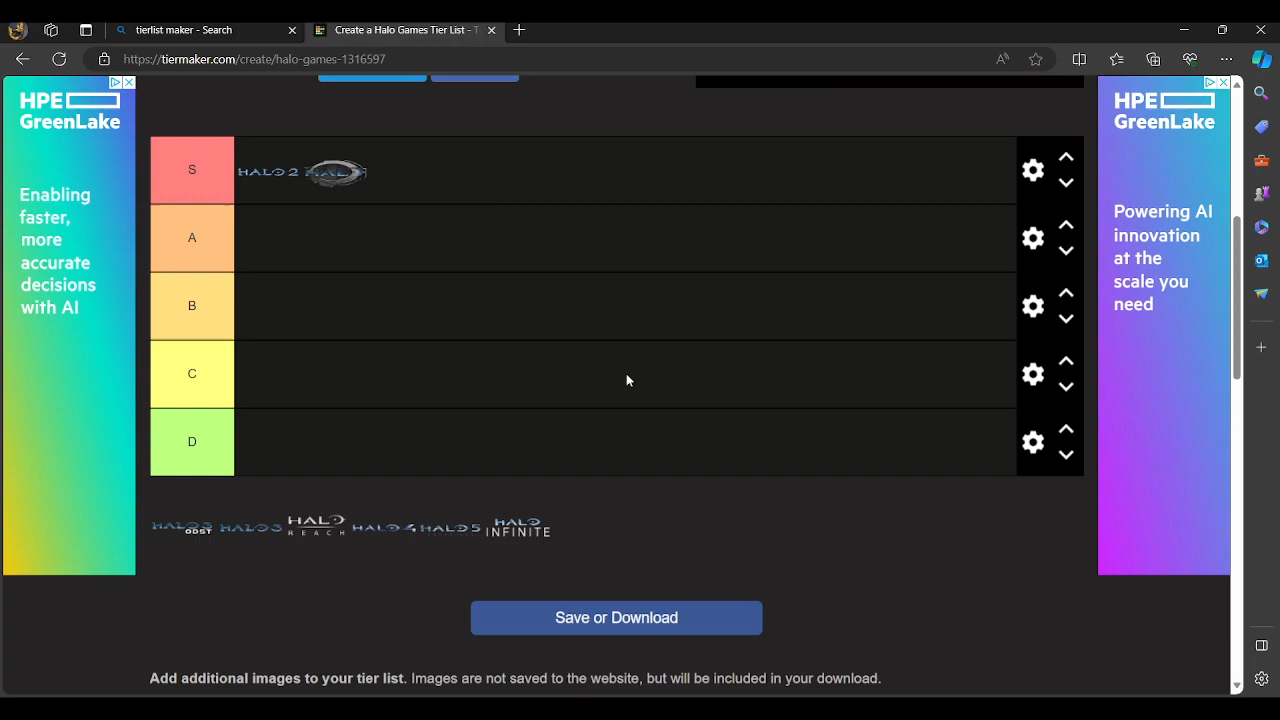 tierlist maker - Search
Create a Halo Games Tier List - T
https://tiermaker.com/create/halo-games-1316597
HPE
GreenLake
Enabling
faster,
more
accurate
decisions
with AI
S
HALO 2 HALO
A
B
C
D
HALO 3 ODST HALO 3 HALO REACH HALO 4 HALO 5 HALO INFINITE
Save or Download
Add additional images to your tier list. Images are not saved to the website, but will be included in your download.
HPE
GreenLake
Powering AI
innovation
at the
scale you
need